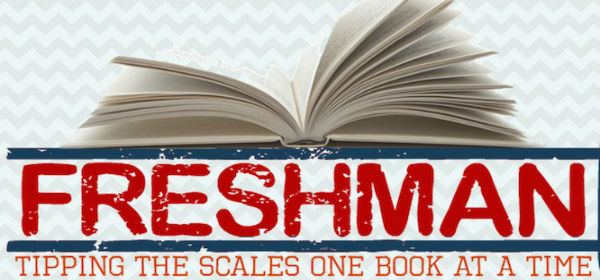 FRESHMAN
TIPPING THE SCALES ONE BOOK AT A TIME